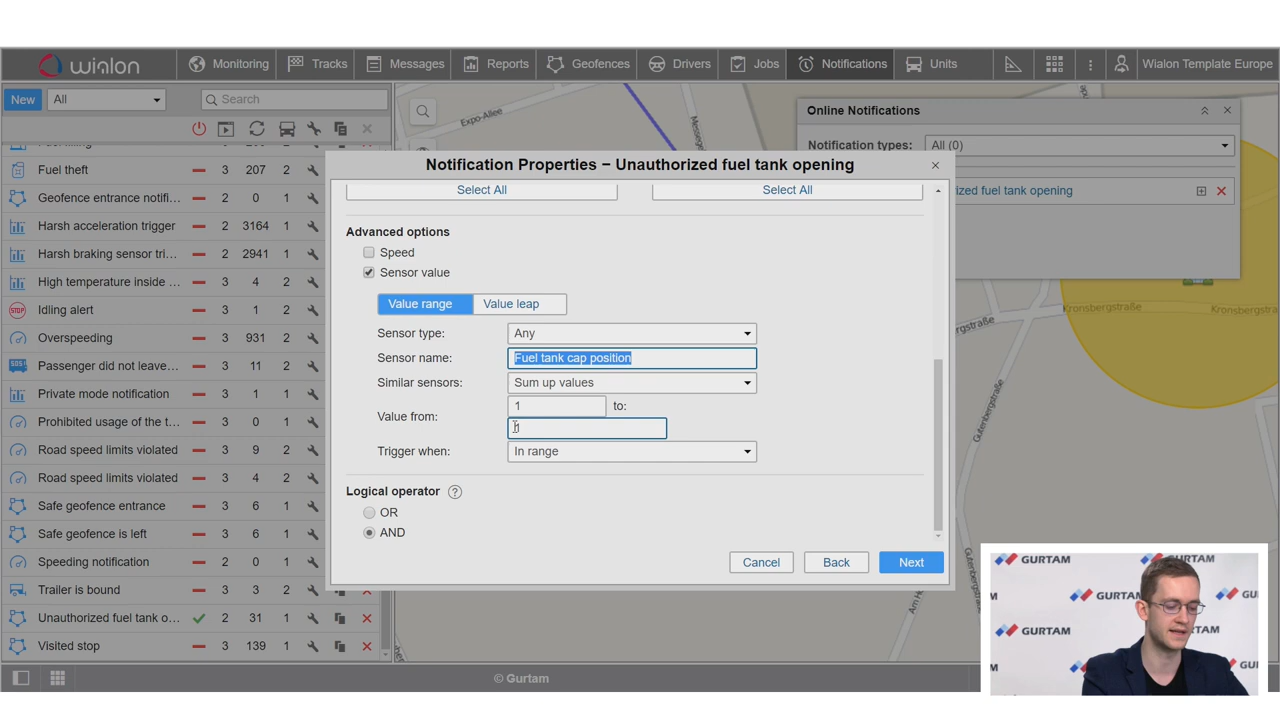 wialon
Monitoring
Tracks
Messages
Reports
Geofences
Drivers
Jobs
Notifications
Units
Wialon Template Europe
New
All
Search
Fuel theft 3 207 2
Geofence entrance notifi... 2 0 1
Harsh acceleration trigger 2 3164 1
Harsh braking sensor tri... 2 2941 1
High temperature inside ... 3 4 2
STOP Idling alert 3 1 2
Overspeeding 3 931 2
SOS! Passenger did not leave... 3 11 2
Private mode notification 3 4 1
Prohibited usage of the t... 3 0 1
Road speed limits violated 3 9 2
Road speed limits violated 3 4 2
Safe geofence entrance 3 6 1
Safe geofence is left 3 6 1
Speeding notification 2 0 1
Trailer is bound 3 3 2
Unauthorized fuel tank o... 2 31 1
Visited stop 3 139 1
Expo-Allee
Online Notifications
Notification types: All (0)
ized fuel tank opening
Notification Properties – Unauthorized fuel tank opening
Select All
Select All
Advanced options
Speed
Sensor value
Value range
Value leap
Sensor type: Any
Sensor name: Fuel tank cap position
Similar sensors: Sum up values
Value from: 1 to:
1
Trigger when: In range
Logical operator ?
OR
AND
Cancel
Back
Next
Kronsbergstraße
Kronsbergstraße
rgstraße
Gutenbergstraße
Gutenbergstraße
© Gurtam
GURTAM
GURTAM
GURTAM
GURTAM